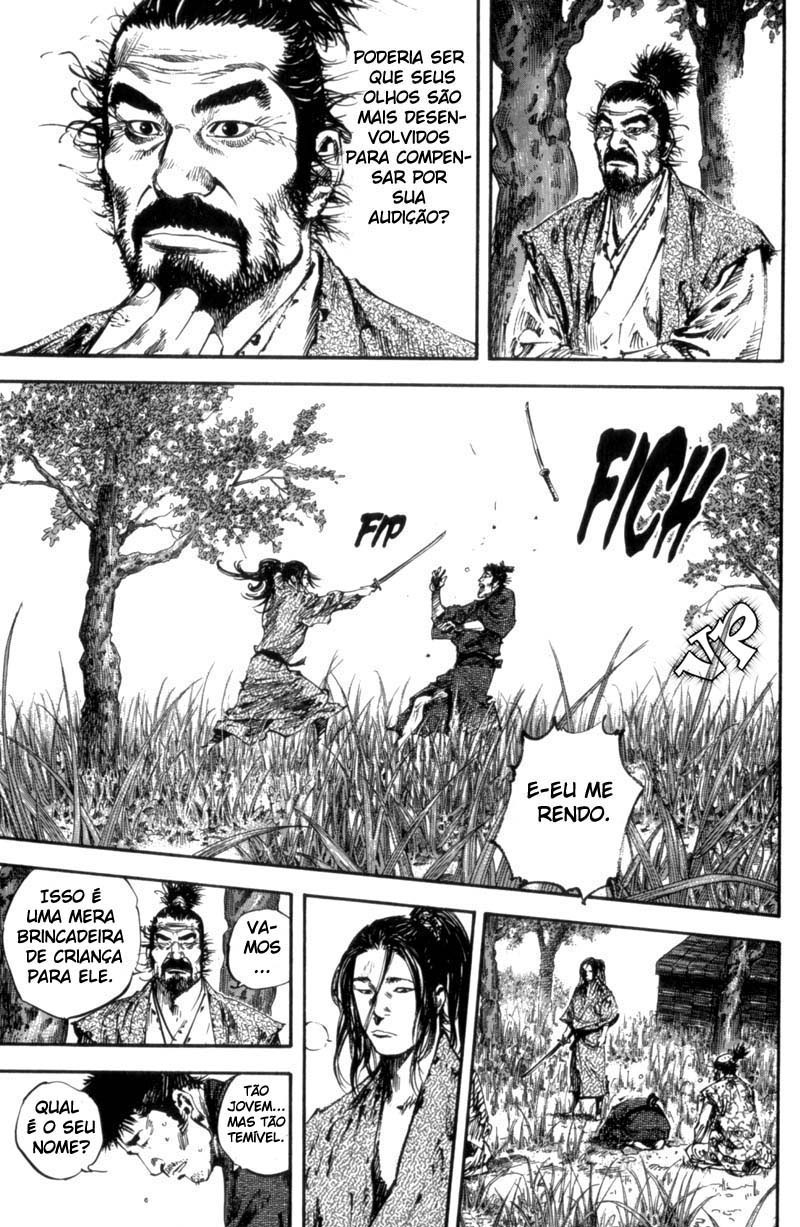 PODERIA SER
QUE SEUS
OLHOS SÃO
MAIS DESEN-
VOLVIDOS
PARA COMPEN-
SAR POR
SUA
AUDIÇÃO?
FICH
FIP
VP
E-EU ME
RENDO.
VA-
MOS
...
ISSO É
UMA MERA
BRINCADEIRA
DE CRIANÇA
PARA ELE.
TÃO
JOVEM...
MAS TÃO
TEMÍVEL.
QUAL
É O SEU
NOME?